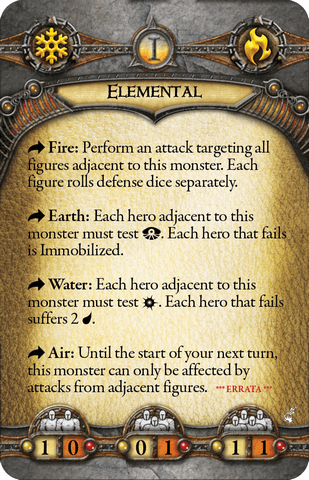 I
ELEMENTAL
Fire: Perform an attack targeting all
figures adjacent to this monster. Each
figure rolls defense dice separately.
Earth: Each hero adjacent to this
monster must test . Each hero that fails
is Immobilized.
Water: Each hero adjacent to this
monster must test . Each hero that fails
suffers 2 .
Air: Until the start of your next turn,
this monster can only be affected by
attacks from adjacent figures. *** ERRATA ***
1 0 0 1 1 1